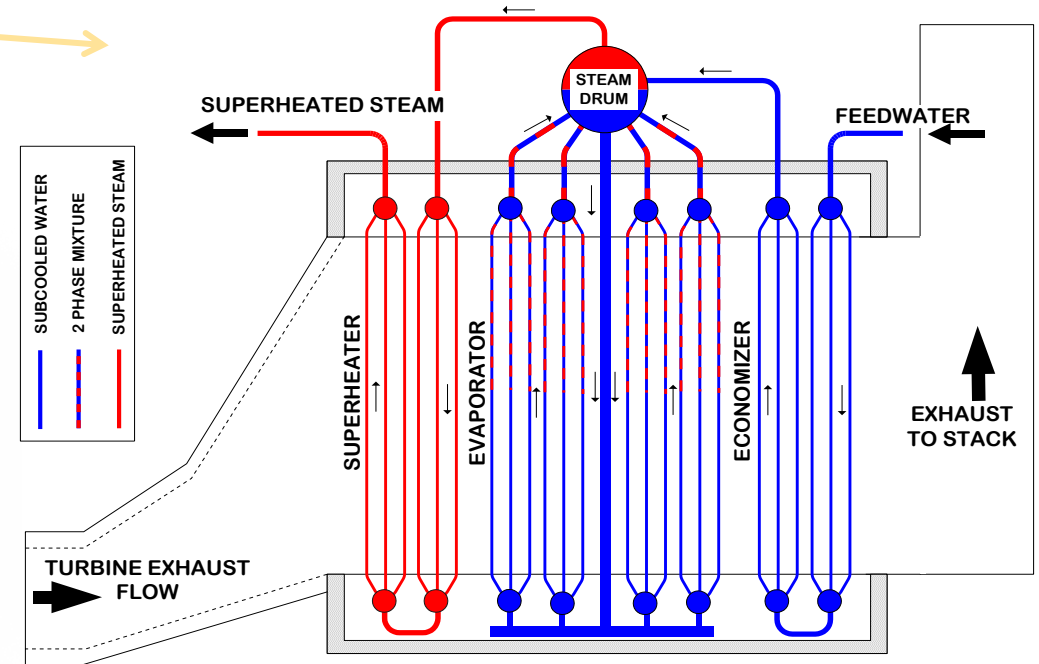 STEAM
DRUM
SUPERHEATED STEAM
FEEDWATER
SUBCOOLED WATER
2 PHASE MIXTURE
SUPERHEATED STEAM
SUPERHEATER
EVAPORATOR
ECONOMIZER
EXHAUST
TO STACK
TURBINE EXHAUST
FLOW